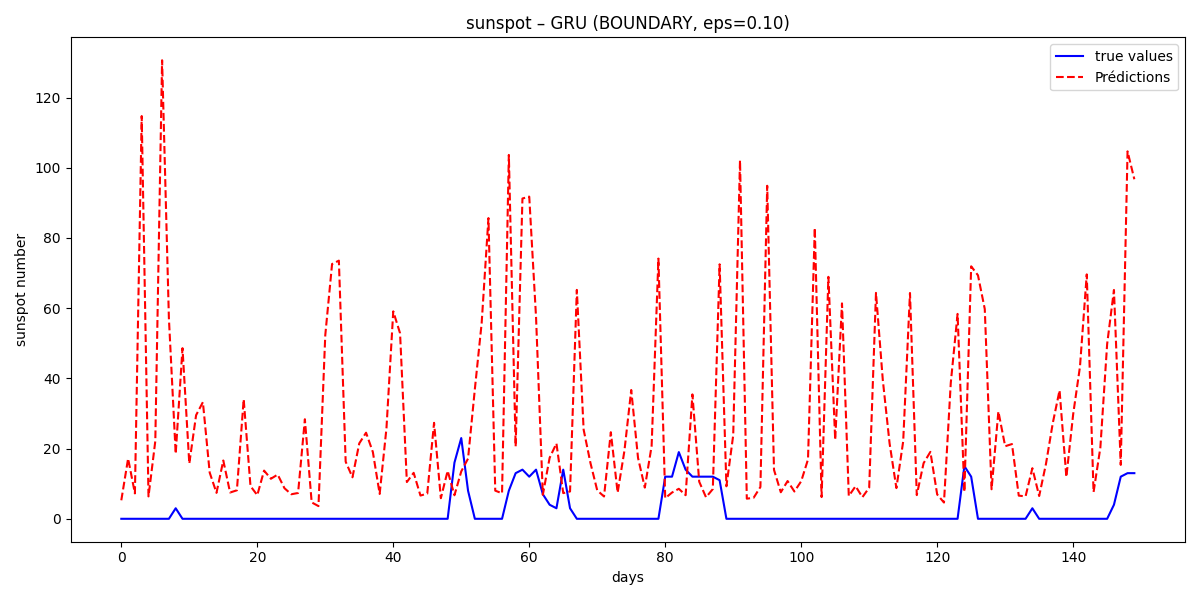 sunspot – GRU (BOUNDARY, eps=0.10)
true values
Prédictions
sunspot number
120
100
80
60
40
20
0
0 20 40 60 80 100 120 140
days